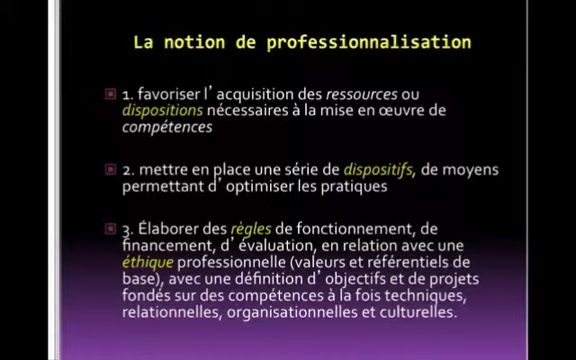 La notion de professionnalisation
1. favoriser l'acquisition des ressources ou
dispositions nécessaires à la mise en œuvre de
compétences
2. mettre en place une série de dispositifs, de moyens
permettant d'optimiser les pratiques
3. Élaborer des règles de fonctionnement, de
financement, d'évaluation, en relation avec une
éthique professionnelle (valeurs et référentiels de
base), avec une définition d'objectifs et de projets
fondés sur des compétences à la fois techniques,
relationnelles, organisationnelles et culturelles.